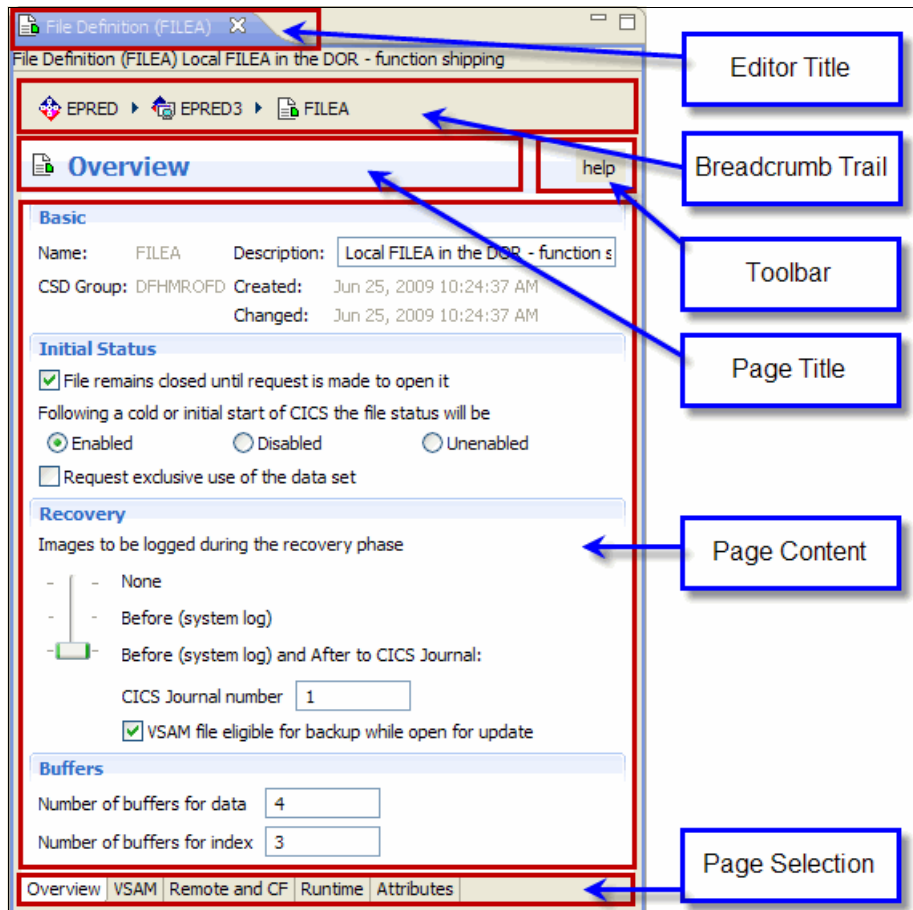 File Definition (FILEA)
File Definition (FILEA) Local FILEA in the DOR - function shipping
Editor Title
EPRED EPRED3 FILEA
Breadcrumb Trail
Overview help
Toolbar
Basic
Name: FILEA Description: Local FILEA in the DOR - function s
CSD Group: DFHMROFD Created: Jun 25, 2009 10:24:37 AM
Changed: Jun 25, 2009 10:24:37 AM
Page Title
Initial Status
File remains closed until request is made to open it
Following a cold or initial start of CICS the file status will be
Enabled Disabled Unenabled
Request exclusive use of the data set
Recovery
Images to be logged during the recovery phase
Page Content
None
Before (system log)
Before (system log) and After to CICS Journal:
CICS Journal number 1
VSAM file eligible for backup while open for update
Buffers
Number of buffers for data 4
Number of buffers for index 3
Page Selection
Overview VSAM Remote and CF Runtime Attributes